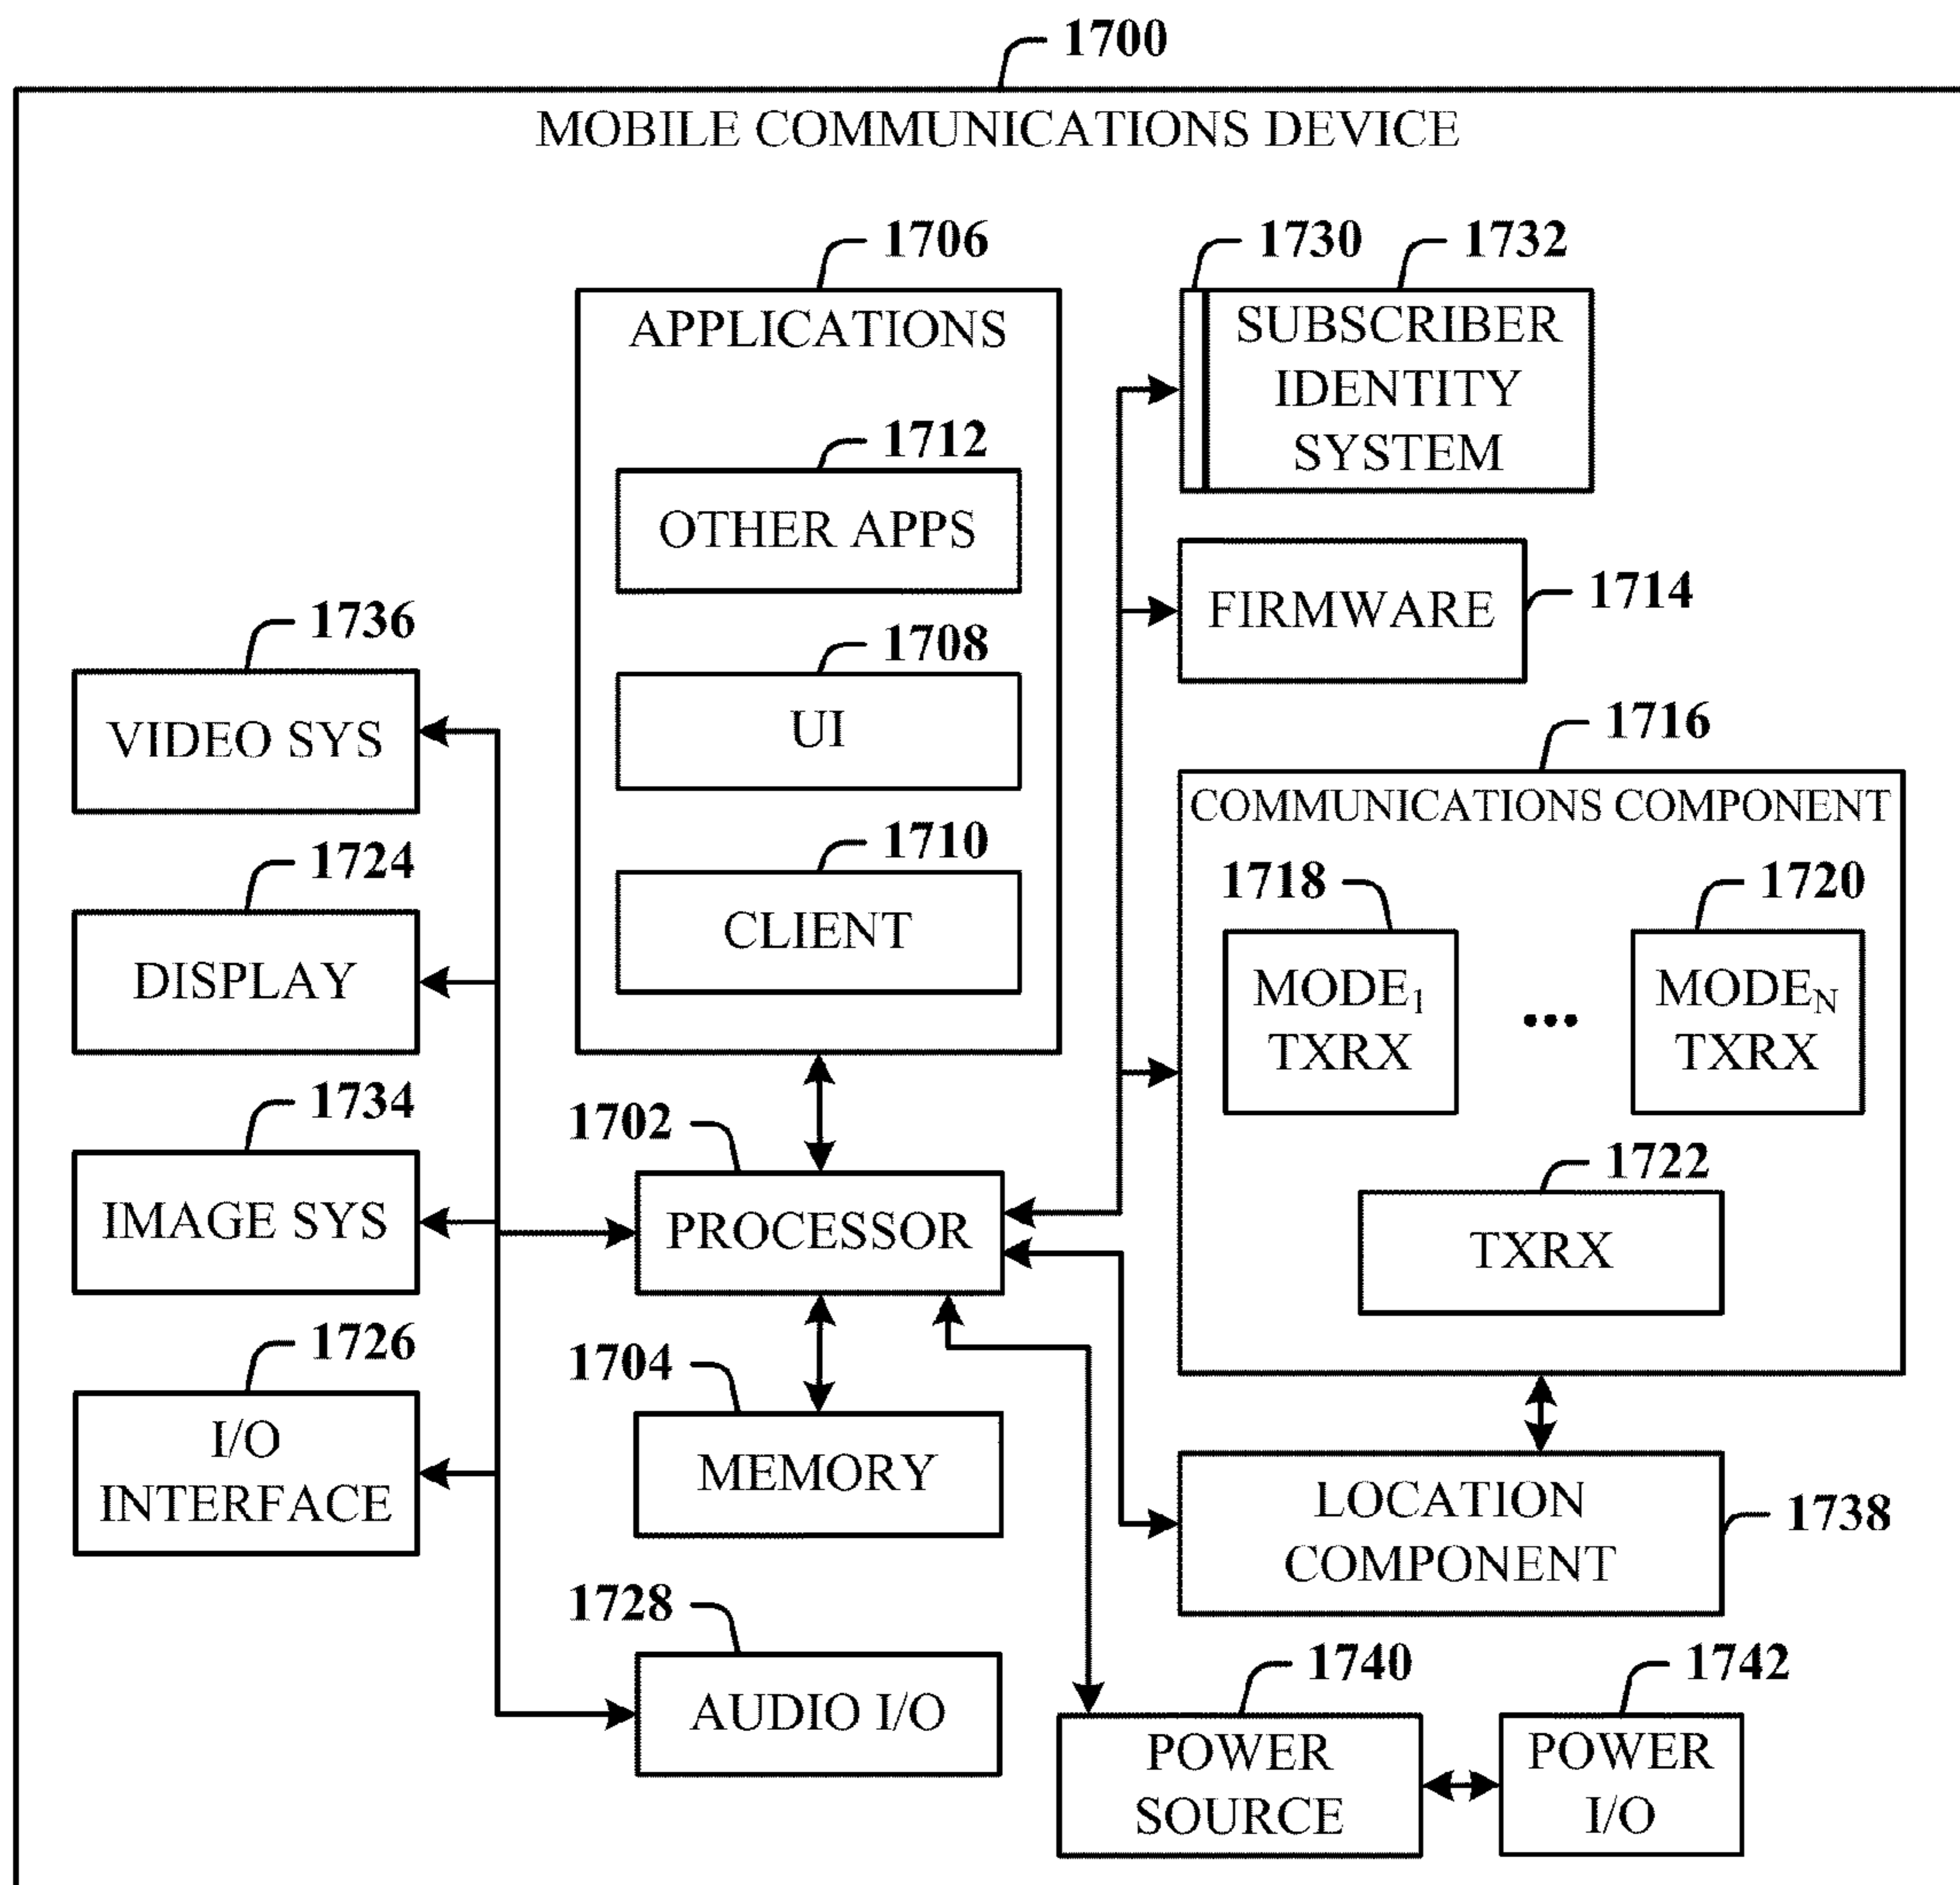 1700
MOBILE COMMUNICATIONS DEVICE
1706
APPLICATIONS
1712
OTHER APPS
1708
UI
1710
CLIENT
1730
1732
SUBSCRIBER
IDENTITY
SYSTEM
1714
FIRMWARE
1736
VIDEO SYS
1724
DISPLAY
1734
IMAGE SYS
1726
I/O
INTERFACE
1716
COMMUNICATIONS COMPONENT
1718
MODE₁
TXRX
...
1720
MODEN
TXRX
1722
TXRX
1702
PROCESSOR
1704
MEMORY
1728
AUDIO I/O
1738
LOCATION
COMPONENT
1740
POWER
SOURCE
1742
POWER
I/O